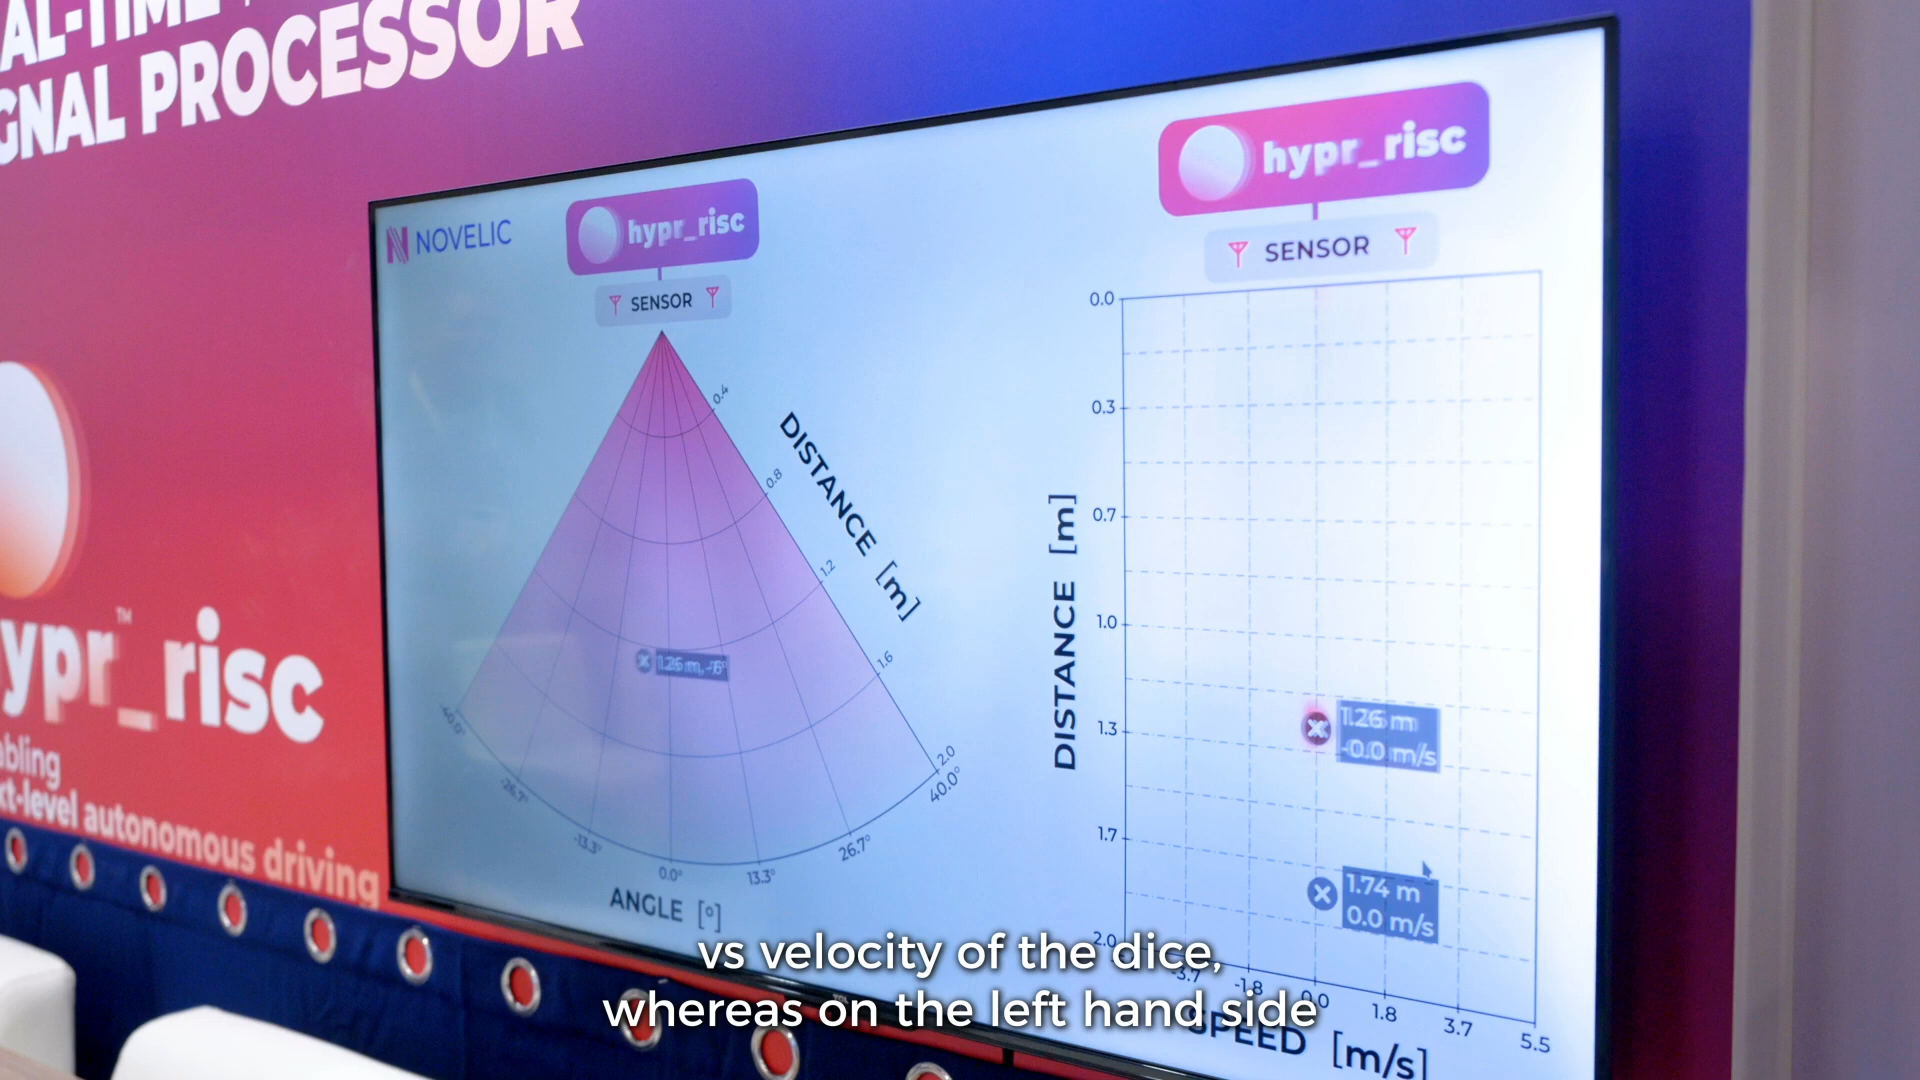 AL-TIME
GNAL PROCESSOR
ypr_risc
™
abling
xt-level autonomous driving
NOVELIC
hypr_risc
SENSOR
0.4
0.8
1.2
1.6
2.0
DISTANCE [m]
1.26 m,
-40.0°
-26.7°
-13.3°
0.0°
13.3°
26.7°
40.0°
ANGLE [°]
hypr_risc
SENSOR
0.0
0.3
0.7
1.0
1.3
1.7
2.0
DISTANCE [m]
1.26 m
-0.0 m/s
1.74 m
0.0 m/s
-3.7
-1.8
0.0
1.8
3.7
5.5
SPEED [m/s]
vs velocity of the dice,
whereas on the left hand side